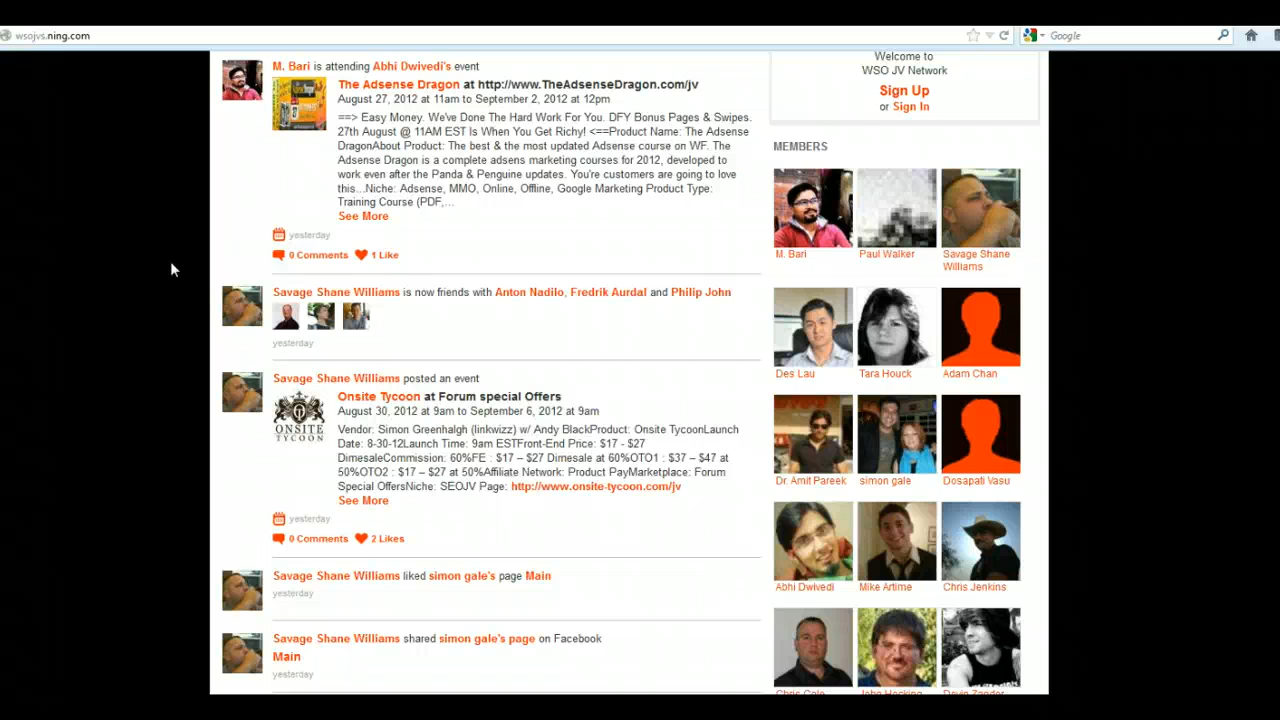 wsojvs.ning.com
Google
M. Bari is attending Abhi Dwivedi's event
The Adsense Dragon at http://www.TheAdsenseDragon.com/jv
August 27, 2012 at 11am to September 2, 2012 at 12pm
==> Easy Money. We've Done The Hard Work For You. DFY Bonus Pages & Swipes.
27th August @ 11AM EST Is When You Get Richy! <==Product Name: The Adsense
DragonAbout Product: The best & the most updated Adsense course on WF. The
Adsense Dragon is a complete adsens marketing courses for 2012, developed to
work even after the Panda & Penguine updates. You're customers are going to love
this...Niche: Adsense, MMO, Online, Offline, Google Marketing Product Type:
Training Course (PDF,...
See More
yesterday
0 Comments 1 Like
Savage Shane Williams is now friends with Anton Nadilo, Fredrik Aurdal and Philip John
yesterday
Savage Shane Williams posted an event
Onsite Tycoon at Forum special Offers
August 30, 2012 at 9am to September 6, 2012 at 9am
ONSITE
TYCOON
Vendor: Simon Greenhalgh (linkwizz) w/ Andy BlackProduct: Onsite TycoonLaunch
Date: 8-30-12Launch Time: 9am ESTFront-End Price: $17 - $27
DimesaleCommission: 60%FE : $17 – $27 Dimesale at 60%OTO1 : $37 – $47 at
50%OTO2 : $17 – $27 at 50%Affiliate Network: Product PayMarketplace: Forum
Special OffersNiche: SEOJV Page: http://www.onsite-tycoon.com/jv
See More
yesterday
0 Comments 2 Likes
Savage Shane Williams liked simon gale's page Main
yesterday
Savage Shane Williams shared simon gale's page on Facebook
Main
yesterday
Welcome to
WSO JV Network
Sign Up
or Sign In
MEMBERS
M. Bari
Paul Walker
Savage Shane
Williams
Des Lau
Tara Houck
Adam Chan
Dr. Amit Pareek
simon gale
Dosapati Vasu
Abhi Dwivedi
Mike Artime
Chris Jenkins